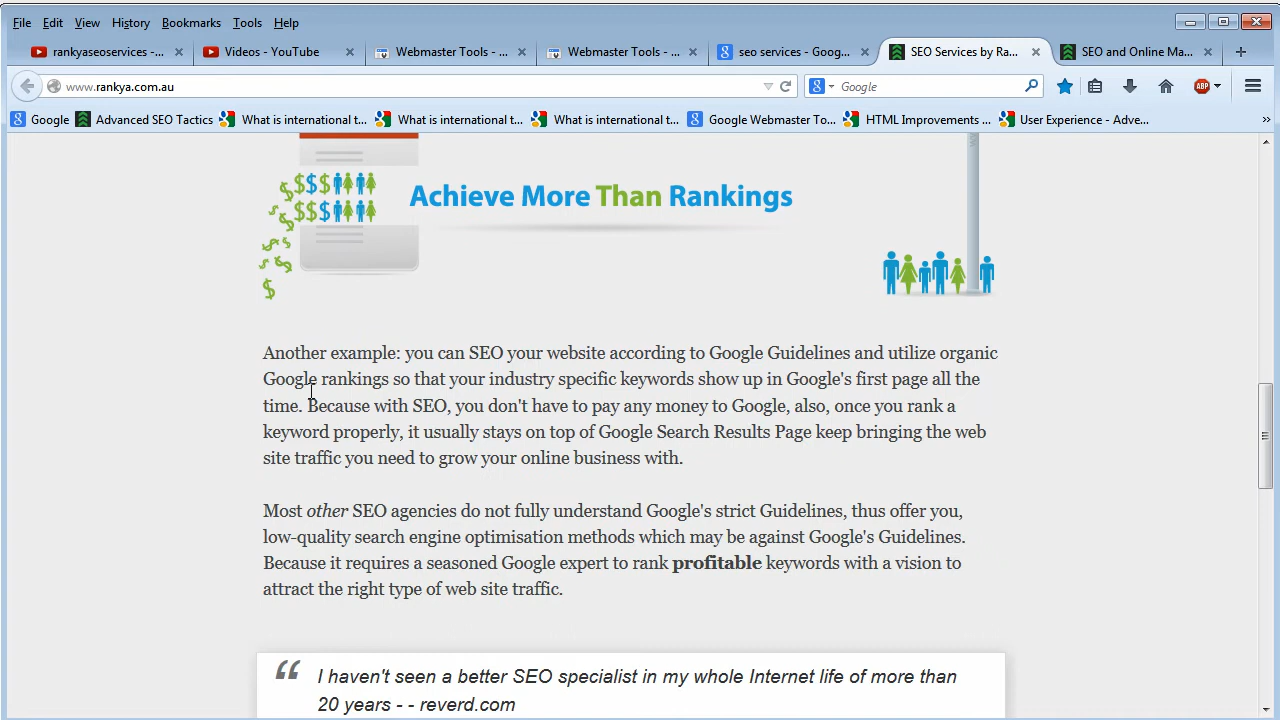 File Edit View History Bookmarks Tools Help
rankyaseoservices -... Videos - YouTube Webmaster Tools - ... Webmaster Tools - ... seo services - Goog... SEO Services by Ra... SEO and Online Ma...
www.rankya.com.au Google ABP
Google Advanced SEO Tactics What is international t... What is international t... What is international t... Google Webmaster To... HTML Improvements ... User Experience - Adve...
Achieve More Than Rankings
Another example: you can SEO your website according to Google Guidelines and utilize organic
Google rankings so that your industry specific keywords show up in Google's first page all the
time. Because with SEO, you don't have to pay any money to Google, also, once you rank a
keyword properly, it usually stays on top of Google Search Results Page keep bringing the web
site traffic you need to grow your online business with.
Most other SEO agencies do not fully understand Google's strict Guidelines, thus offer you,
low-quality search engine optimisation methods which may be against Google's Guidelines.
Because it requires a seasoned Google expert to rank profitable keywords with a vision to
attract the right type of web site traffic.
I haven't seen a better SEO specialist in my whole Internet life of more than
20 years - - reverd.com